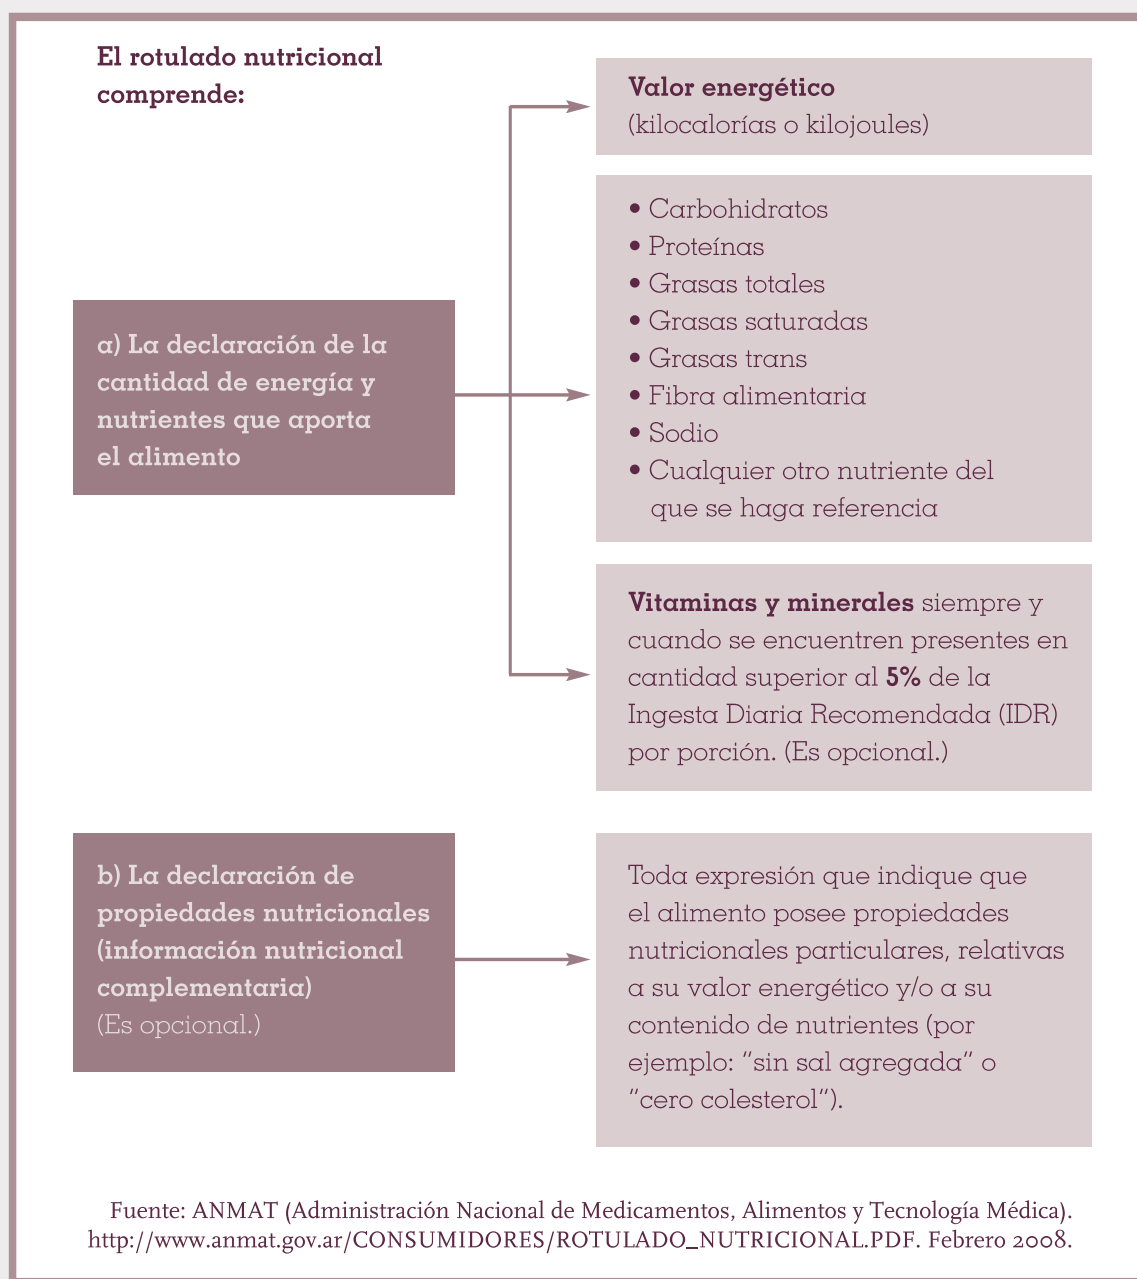 El rotulado nutricional
comprende:
Valor energético
(kilocalorías o kilojoules)
a) La declaración de la
cantidad de energía y
nutrientes que aporta
el alimento
• Carbohidratos
• Proteínas
• Grasas totales
• Grasas saturadas
• Grasas trans
• Fibra alimentaria
• Sodio
• Cualquier otro nutriente del
que se haga referencia
Vitaminas y minerales siempre y
cuando se encuentren presentes en
cantidad superior al 5% de la
Ingesta Diaria Recomendada (IDR)
por porción. (Es opcional.)
b) La declaración de
propiedades nutricionales
(información nutricional
complementaria)
(Es opcional.)
Toda expresión que indique que
el alimento posee propiedades
nutricionales particulares, relativas
a su valor energético y/o a su
contenido de nutrientes (por
ejemplo: “sin sal agregada” o
“cero colesterol”).
Fuente: ANMAT (Administración Nacional de Medicamentos, Alimentos y Tecnología Médica).
http://www.anmat.gov.ar/CONSUMIDORES/ROTULADO_NUTRICIONAL.PDF. Febrero 2008.